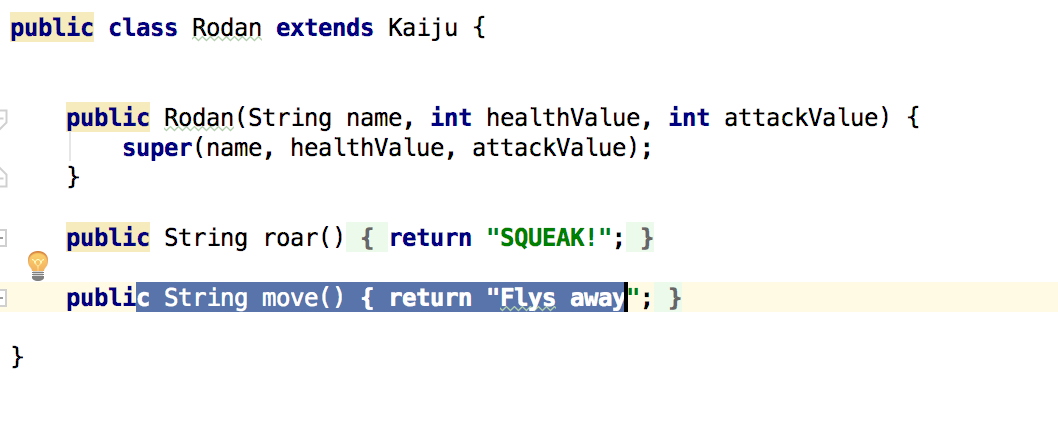 public class Rodan extends Kaiju {
public Rodan(String name, int healthValue, int attackValue) {
super(name, healthValue, attackValue);
}
public String roar() { return "SQUEAK!"; }
public String move() { return "Flys away"; }
}